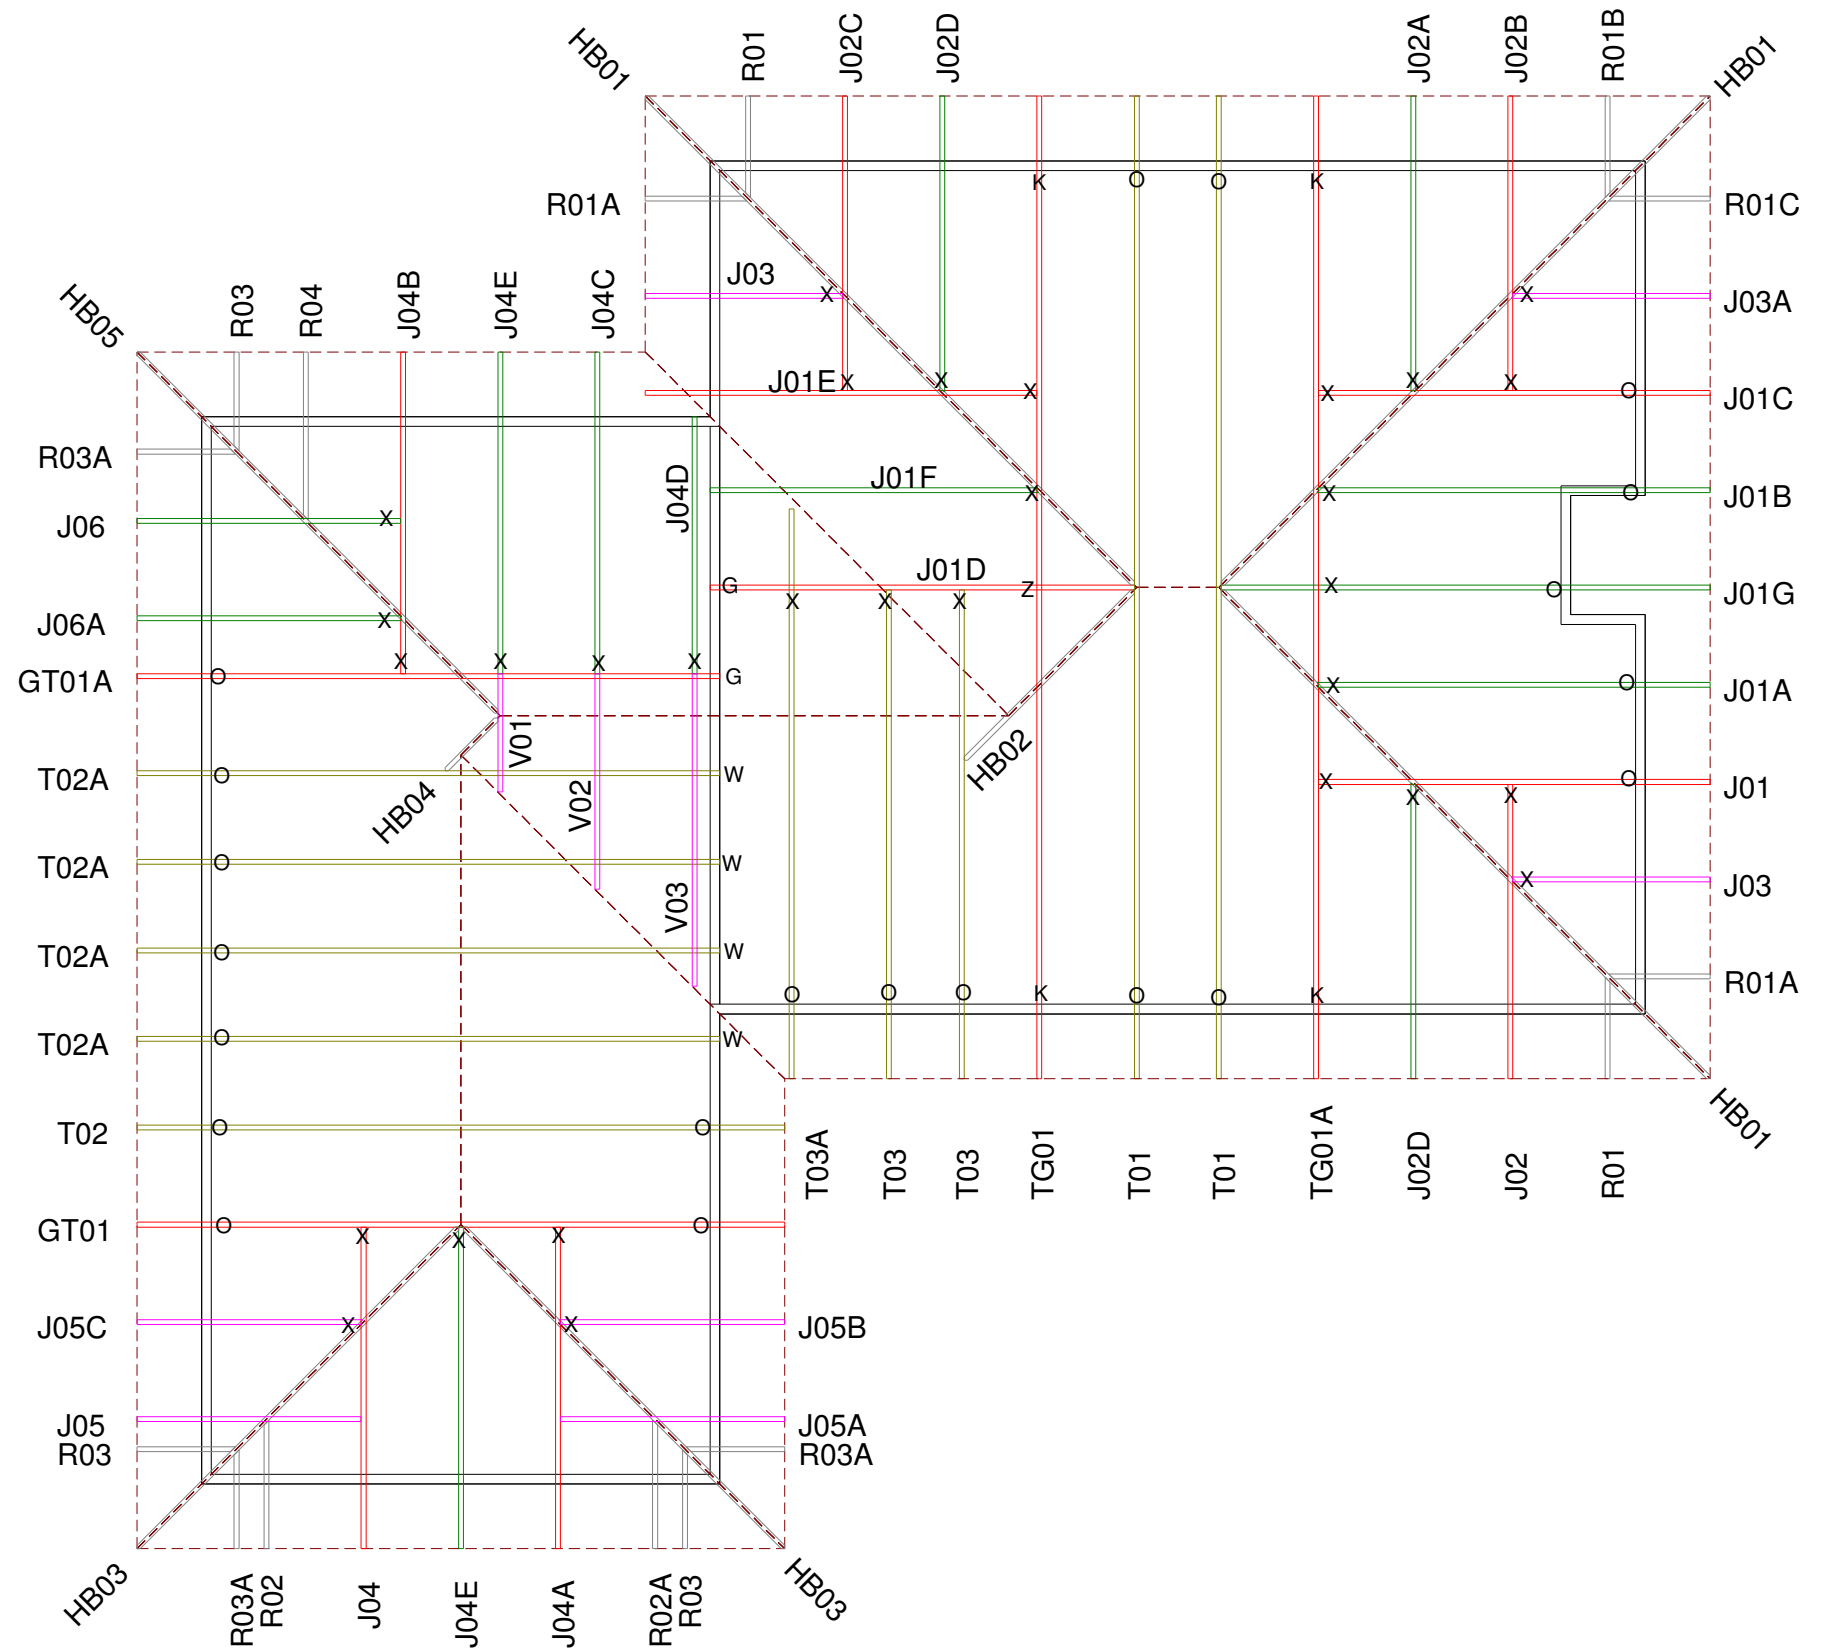 HB01
R01
J02C
J02D
J02A
J02B
R01B
HB01
K
O
O
K
R01A
R01C
J03
X
X
J03A
HB05
R03
R04
J04B
J04E
J04C
J01E
X
X
X
X
X
X
O
J01C
R03A
J04D
J01F
X
X
O
J01B
J06
X
G
J01D
Z
X
O
J01G
X
X
X
J06A
X
X
X
X
X
GT01A
O
G
X
O
J01A
V01
HB02
T02A
O
W
X
O
J01
HB04
V02
X
X
T02A
O
W
X
J03
V03
T02A
O
W
R01A
O
O
O
K
O
O
K
T02A
O
W
HB01
T02
O
O
T03A
T03
T03
TG01
T01
T01
TG01A
J02D
J02
R01
GT01
O
O
X
X
X
J05C
X
X
J05B
J05
J05A
R03
R03A
HB03
R03A
R02
J04
J04E
J04A
R02A
R03
HB03